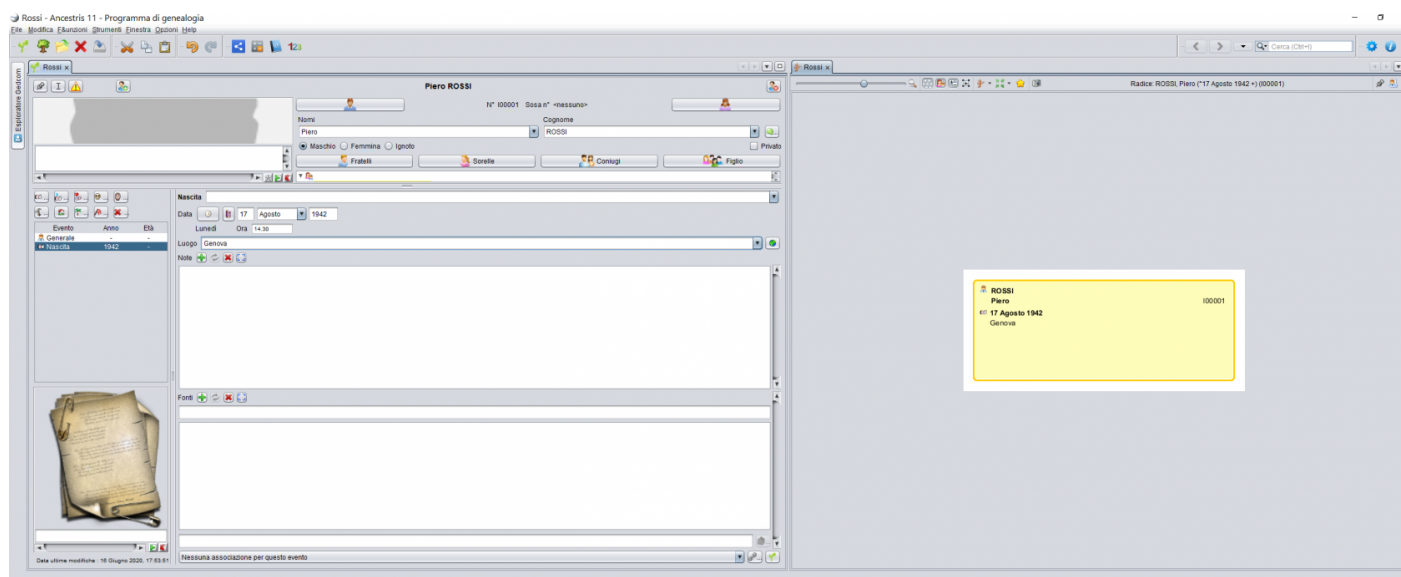 Rossi - Ancestris 11 - Programma di genealogia
File Modifica E&unzioni Strumenti Finestra Opzioni Help
123
Cerca (Ctrl+I)
Rossi
Rossi
Esploratore Gedcom
Piero ROSSI
Radice: ROSSI, Piero (*17 Agosto 1942 +) (I00001)
N° I00001 Sosa n° <nessuno>
Nomi Cognome
Piero ROSSI
Maschio Femmina Ignoto Privato
Fratelli Sorelle Coniugi Figlio
Nascita
Data 17 Agosto 1942
Lunedì Ora 14.30
Luogo Genova
Note
Evento Anno Età
Generale - -
Nascita 1942 -
ROSSI
Piero I00001
17 Agosto 1942
Genova
Fonti
Nessuna associazione per questo evento
Data ultime modifiche : 16 Giugno 2020, 17:53:51